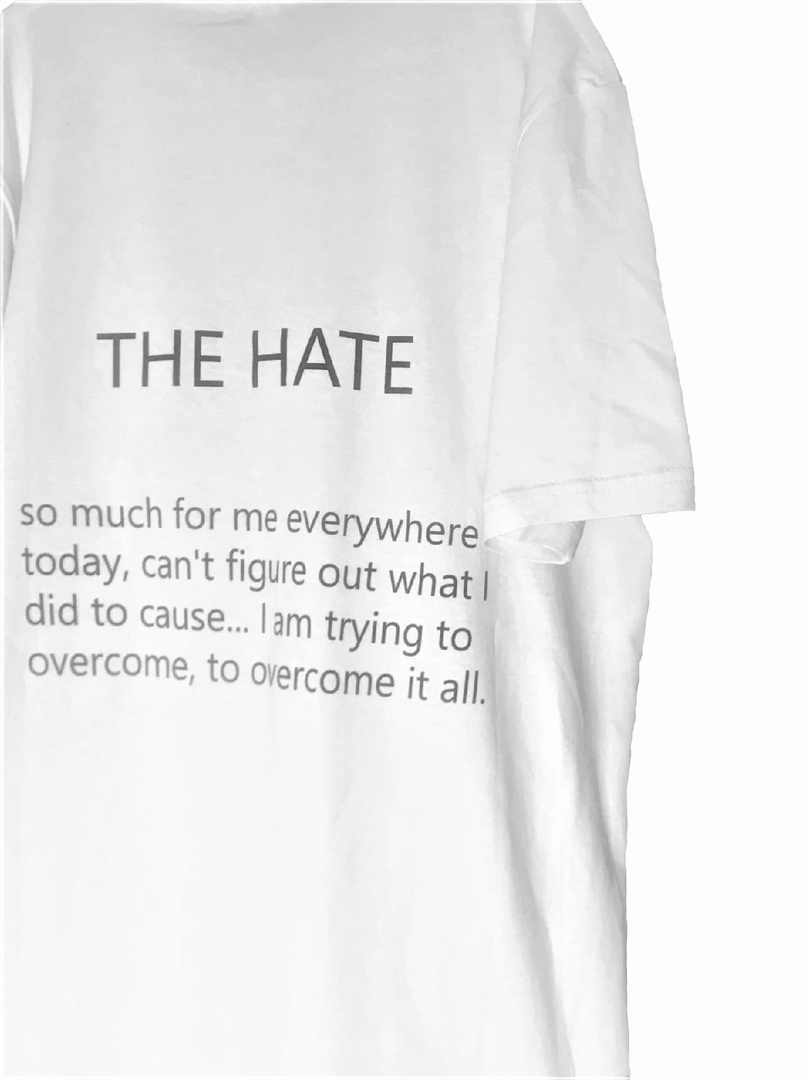 THE HATE
so much for me everywhere
today, can't figure out what I
did to cause... I am trying to
overcome, to overcome it all.